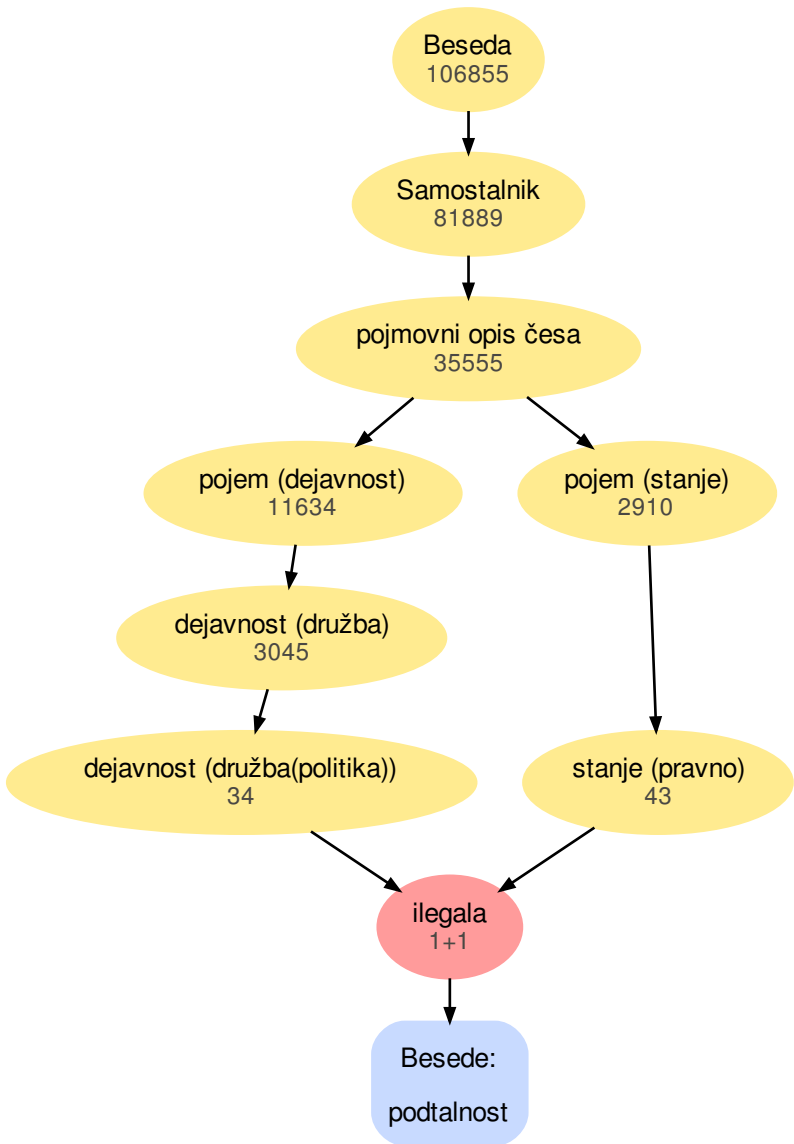 Beseda
106855
Samostalnik
81889
pojmovni opis česa
35555
pojem (dejavnost)
11634
pojem (stanje)
2910
dejavnost (družba)
3045
dejavnost (družba(politika))
34
stanje (pravno)
43
ilegala
1+1
Besede:
podtalnost